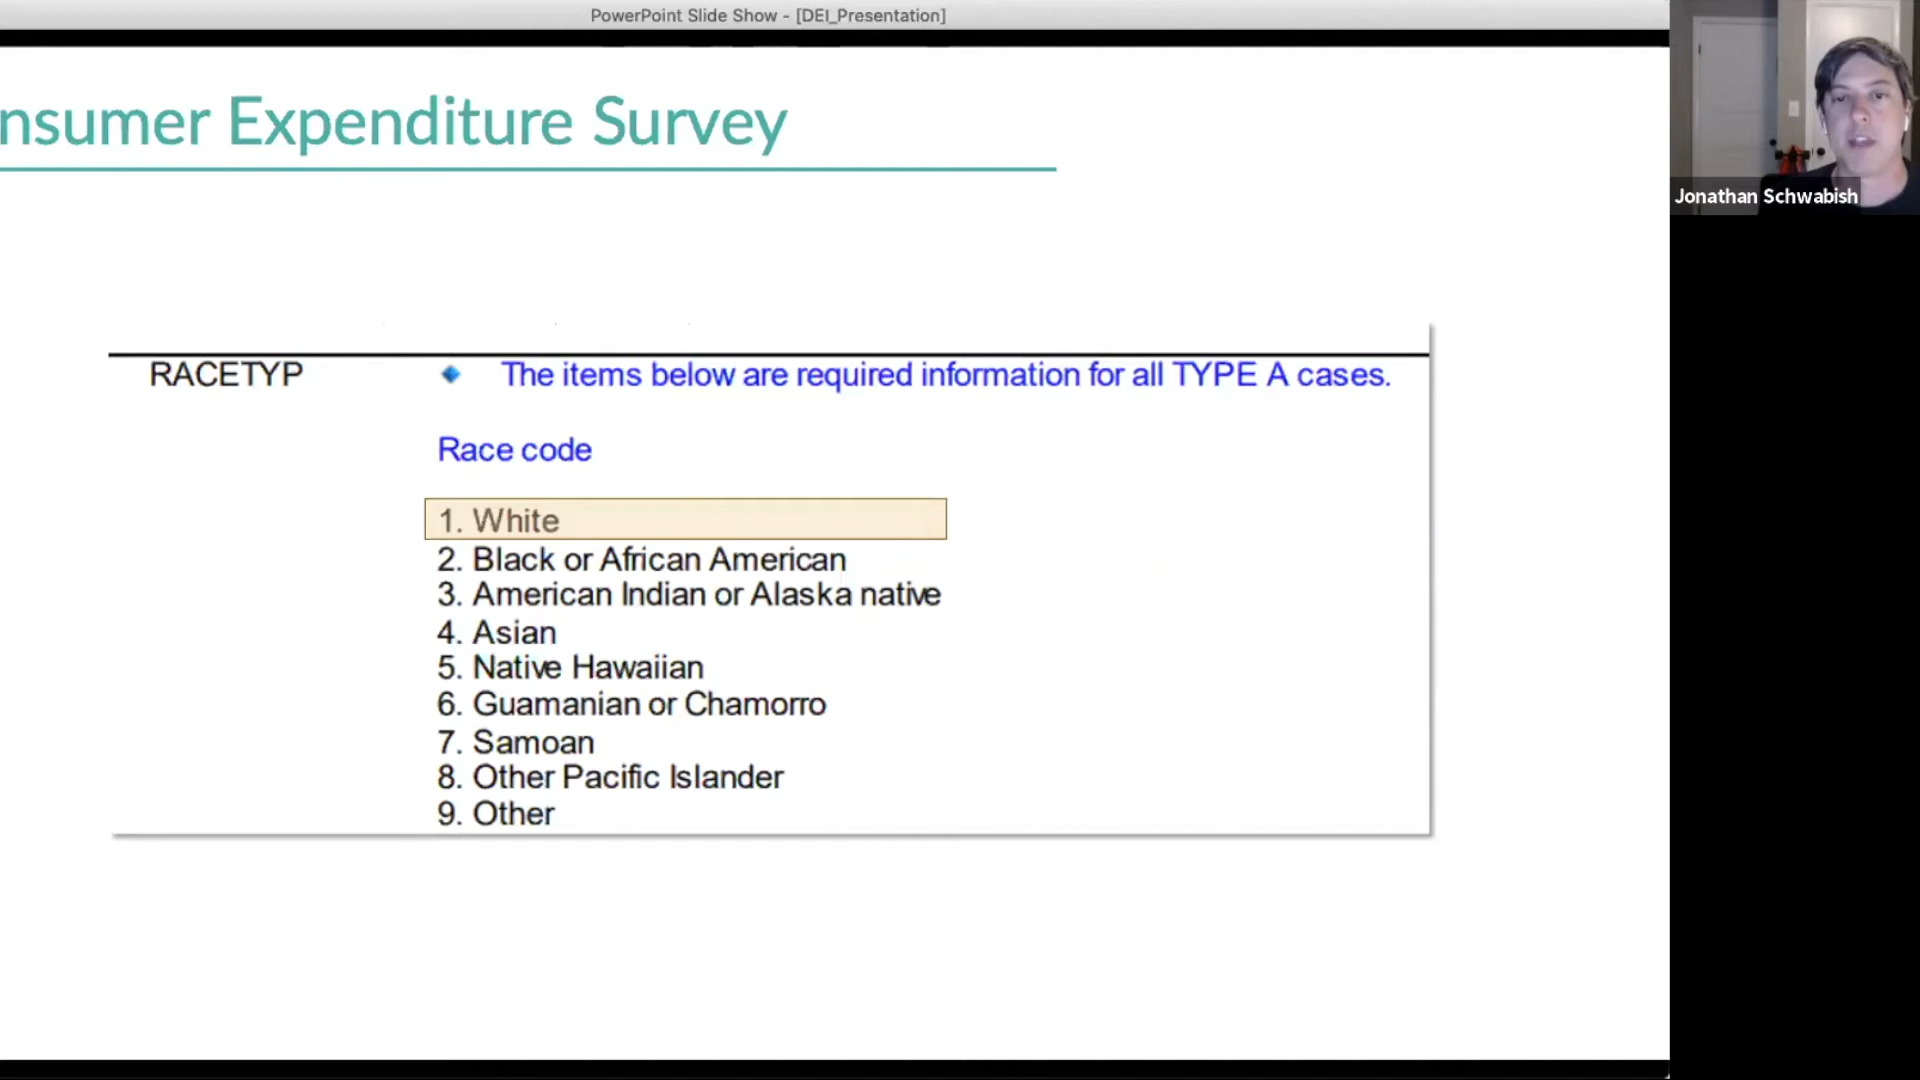 PowerPoint Slide Show - [DEI_Presentation]
nsumer Expenditure Survey
Jonathan Schwabish
RACETYP
The items below are required information for all TYPE A cases.
Race code
1. White
2. Black or African American
3. American Indian or Alaska native
4. Asian
5. Native Hawaiian
6. Guamanian or Chamorro
7. Samoan
8. Other Pacific Islander
9. Other